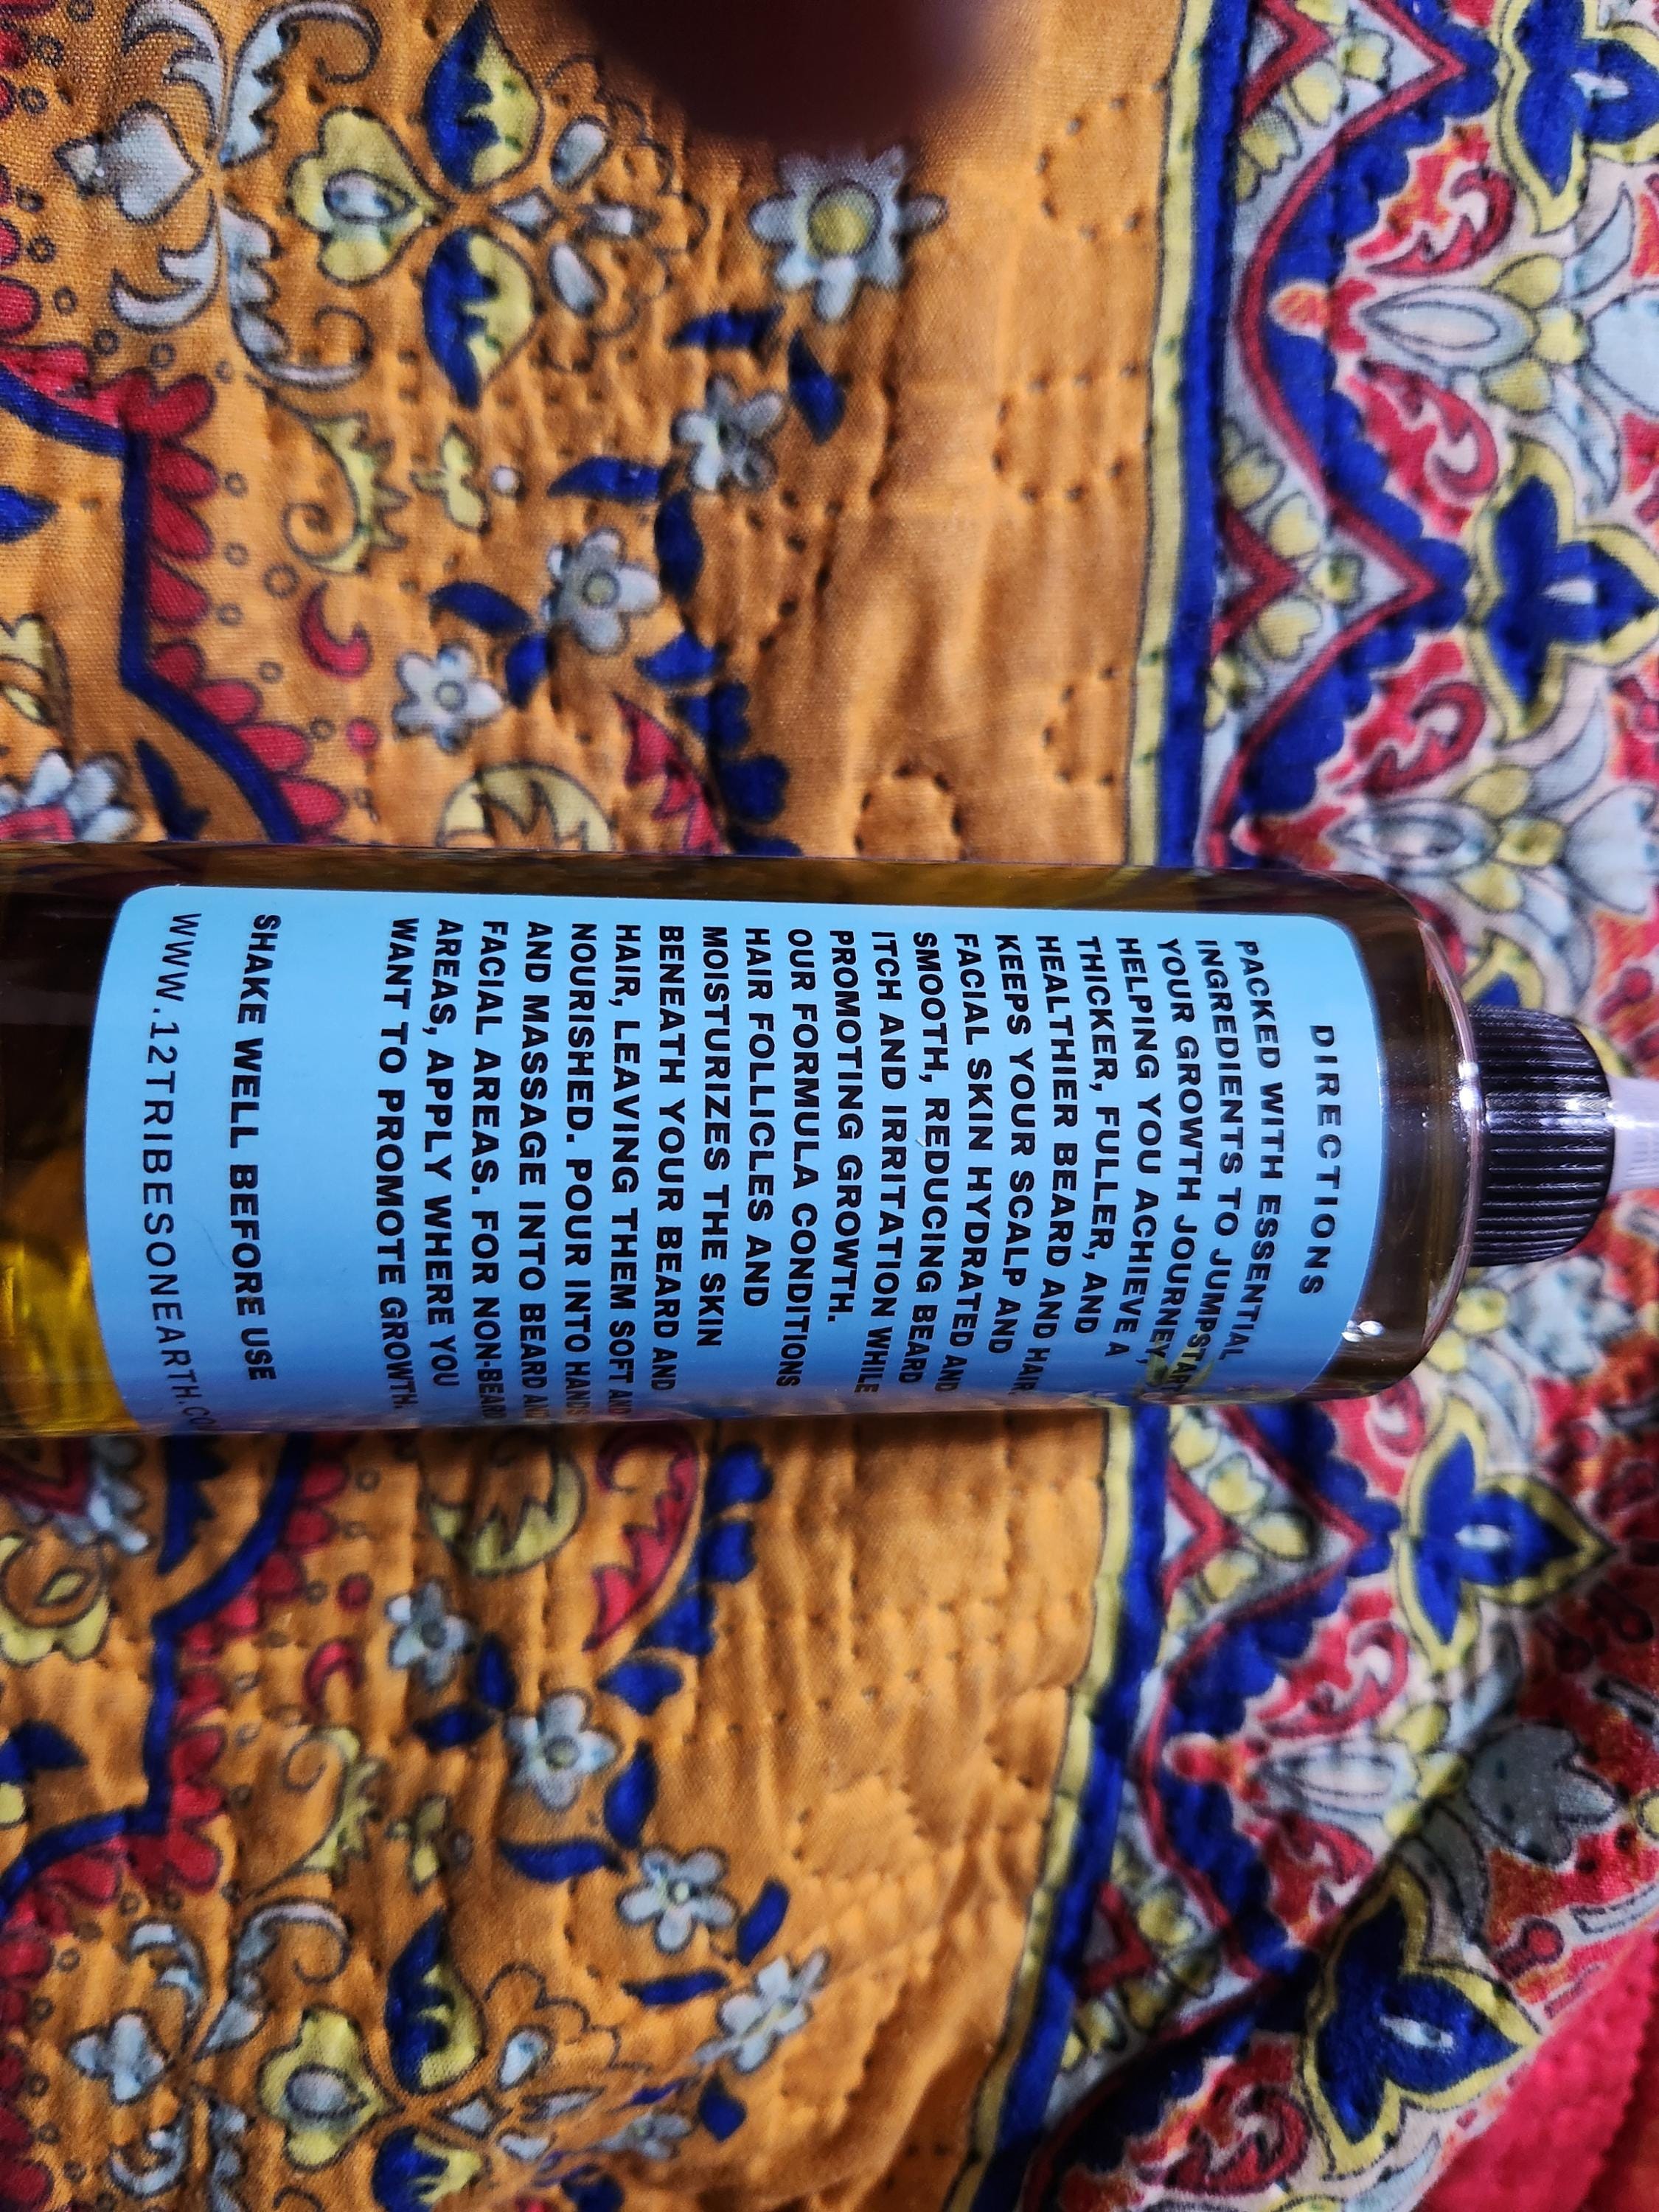 DIRECTIONS
PACKED WITH ESSENTIAL
INGREDIENTS TO JUMPSTART
YOUR GROWTH JOURNEY,
HELPING YOU ACHIEVE A
THICKER, FULLER, AND
HEALTHIER BEARD AND HAIR
KEEPS YOUR SCALP AND
FACIAL SKIN HYDRATED AND
SMOOTH, REDUCING BEARD
ITCH AND IRRITATION WHILE
PROMOTING GROWTH.
OUR FORMULA CONDITIONS
HAIR FOLLICLES AND
MOISTURIZES THE SKIN
BENEATH YOUR BEARD AND
HAIR, LEAVING THEM SOFT AND
NOURISHED. POUR INTO HANDS
AND MASSAGE INTO BEARD AND
FACIAL AREAS. FOR NON-BEARD
AREAS, APPLY WHERE YOU
WANT TO PROMOTE GROWTH.
SHAKE WELL BEFORE USE
WWW.12TRIBESONEARTH.COM